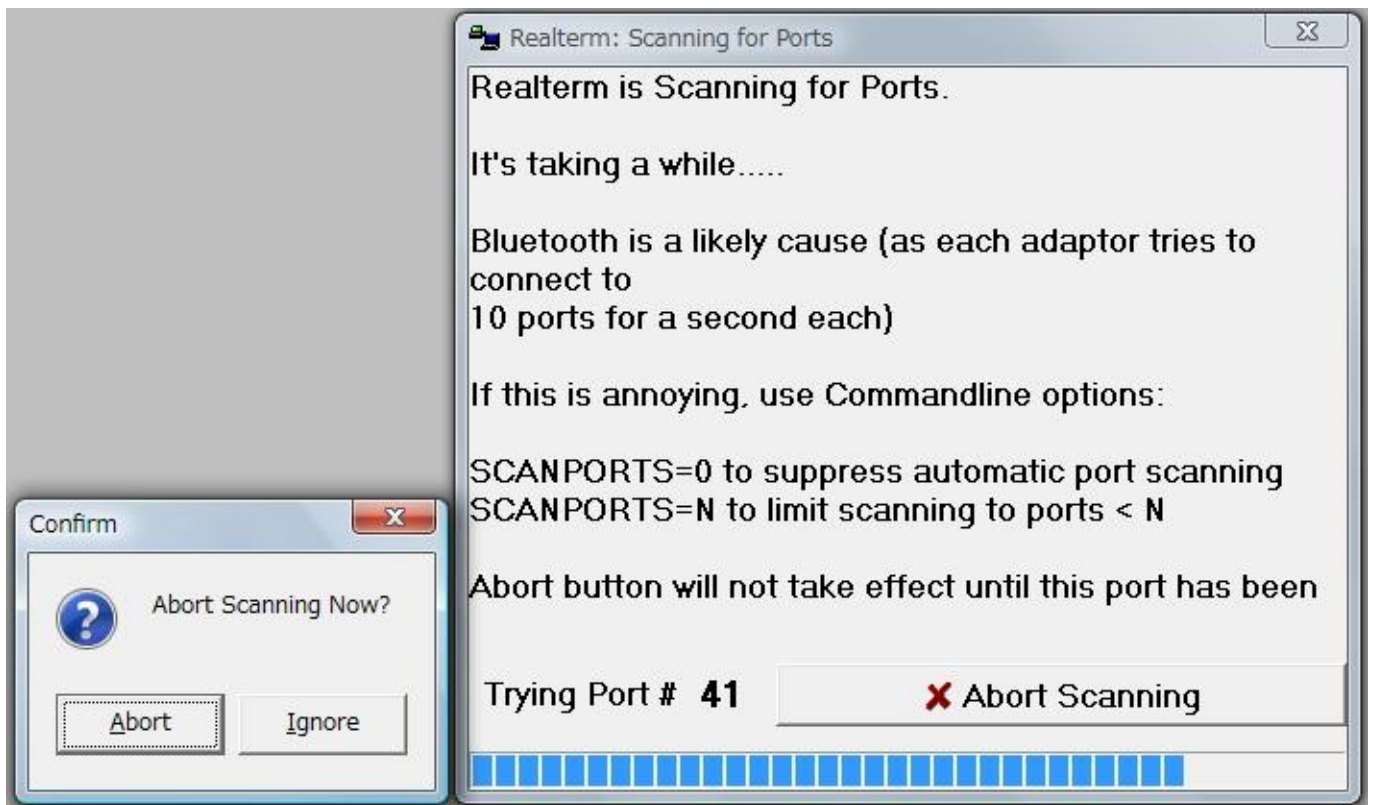 Realterm: Scanning for Ports
Realterm is Scanning for Ports.
It's taking a while.....
Bluetooth is a likely cause (as each adaptor tries to
connect to
10 ports for a second each)
If this is annoying, use Commandline options:
SCANPORTS=0 to suppress automatic port scanning
SCANPORTS=N to limit scanning to ports < N
Abort button will not take effect until this port has been
Trying Port # 41
Abort Scanning
Confirm
Abort Scanning Now?
Abort
Ignore